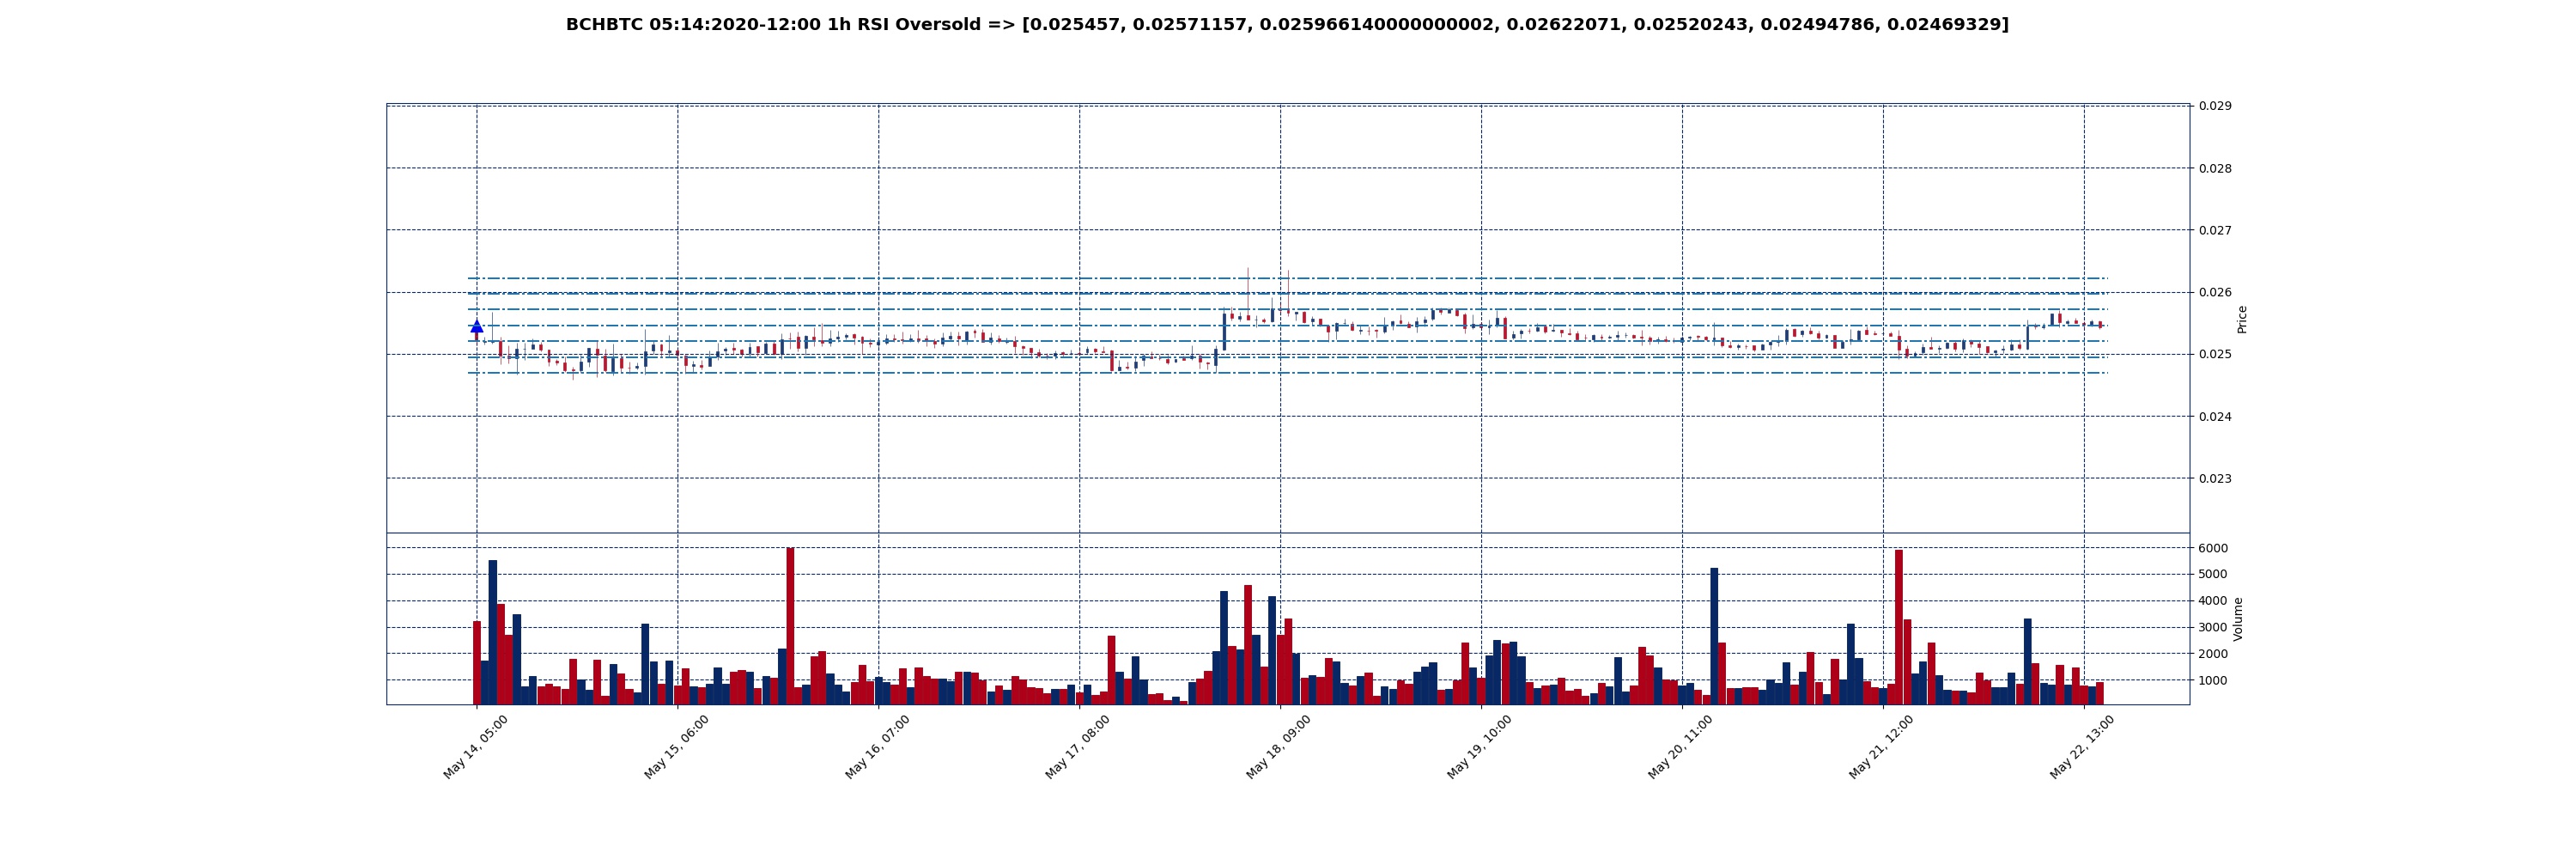 BCHBTC 05:14:2020-12:00 1h RSI Oversold => [0.025457, 0.02571157, 0.025966140000000002, 0.02622071, 0.02520243, 0.02494786, 0.02469329]
0.029
0.028
0.027
0.026
0.025
0.024
0.023
Price
6000
5000
4000
3000
2000
1000
Volume
May 14, 05:00
May 15, 06:00
May 16, 07:00
May 17, 08:00
May 18, 09:00
May 19, 10:00
May 20, 11:00
May 21, 12:00
May 22, 13:00